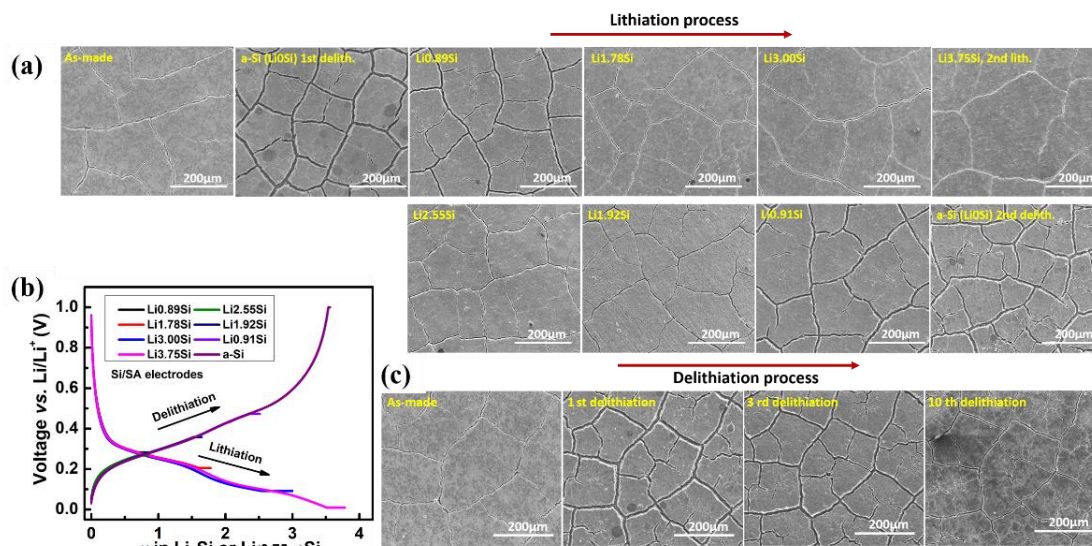 Lithiation process
(a)
As-made
a-Si (Li0Si) 1st delith.
Li0.89Si
Li1.78Si
Li3.00Si
Li3.75Si, 2nd lith.
200µm
200µm
200µm
200µm
200µm
200µm
Li2.55Si
Li1.92Si
Li0.91Si
a-Si (Li0Si) 2nd delith.
200µm
200µm
200µm
200µm
(b)
Voltage vs. Li/Li⁺ (V)
1.0
0.8
0.6
0.4
0.2
0.0
Li0.89Si
Li2.55Si
Li1.78Si
Li1.92Si
Li3.00Si
Li0.91Si
Li3.75Si
a-Si
Si/SA electrodes
Delithiation
Lithiation
0 1 2 3 4
(c)
Delithiation process
As-made
1 st delithiation
3 rd delithiation
10 th delithiation
200µm
200µm
200µm
200µm